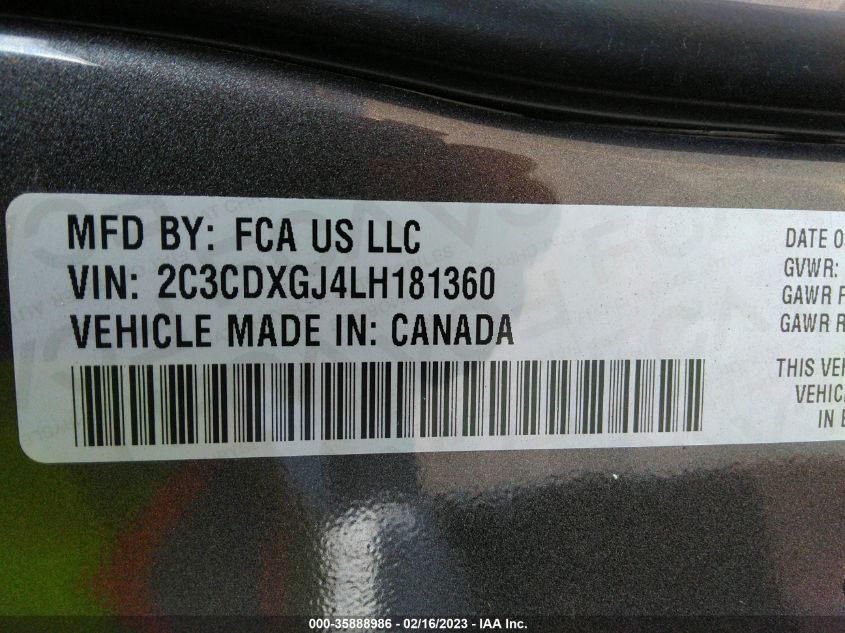 MFD BY: FCA US LLC
VIN: 2C3CDXGJ4LH181360
VEHICLE MADE IN: CANADA
DATE O
GVWR:
GAWR F
GAWR R
THIS VEH
VEHIC
IN
000-35888986 - 02/16/2023 - IAA Inc.